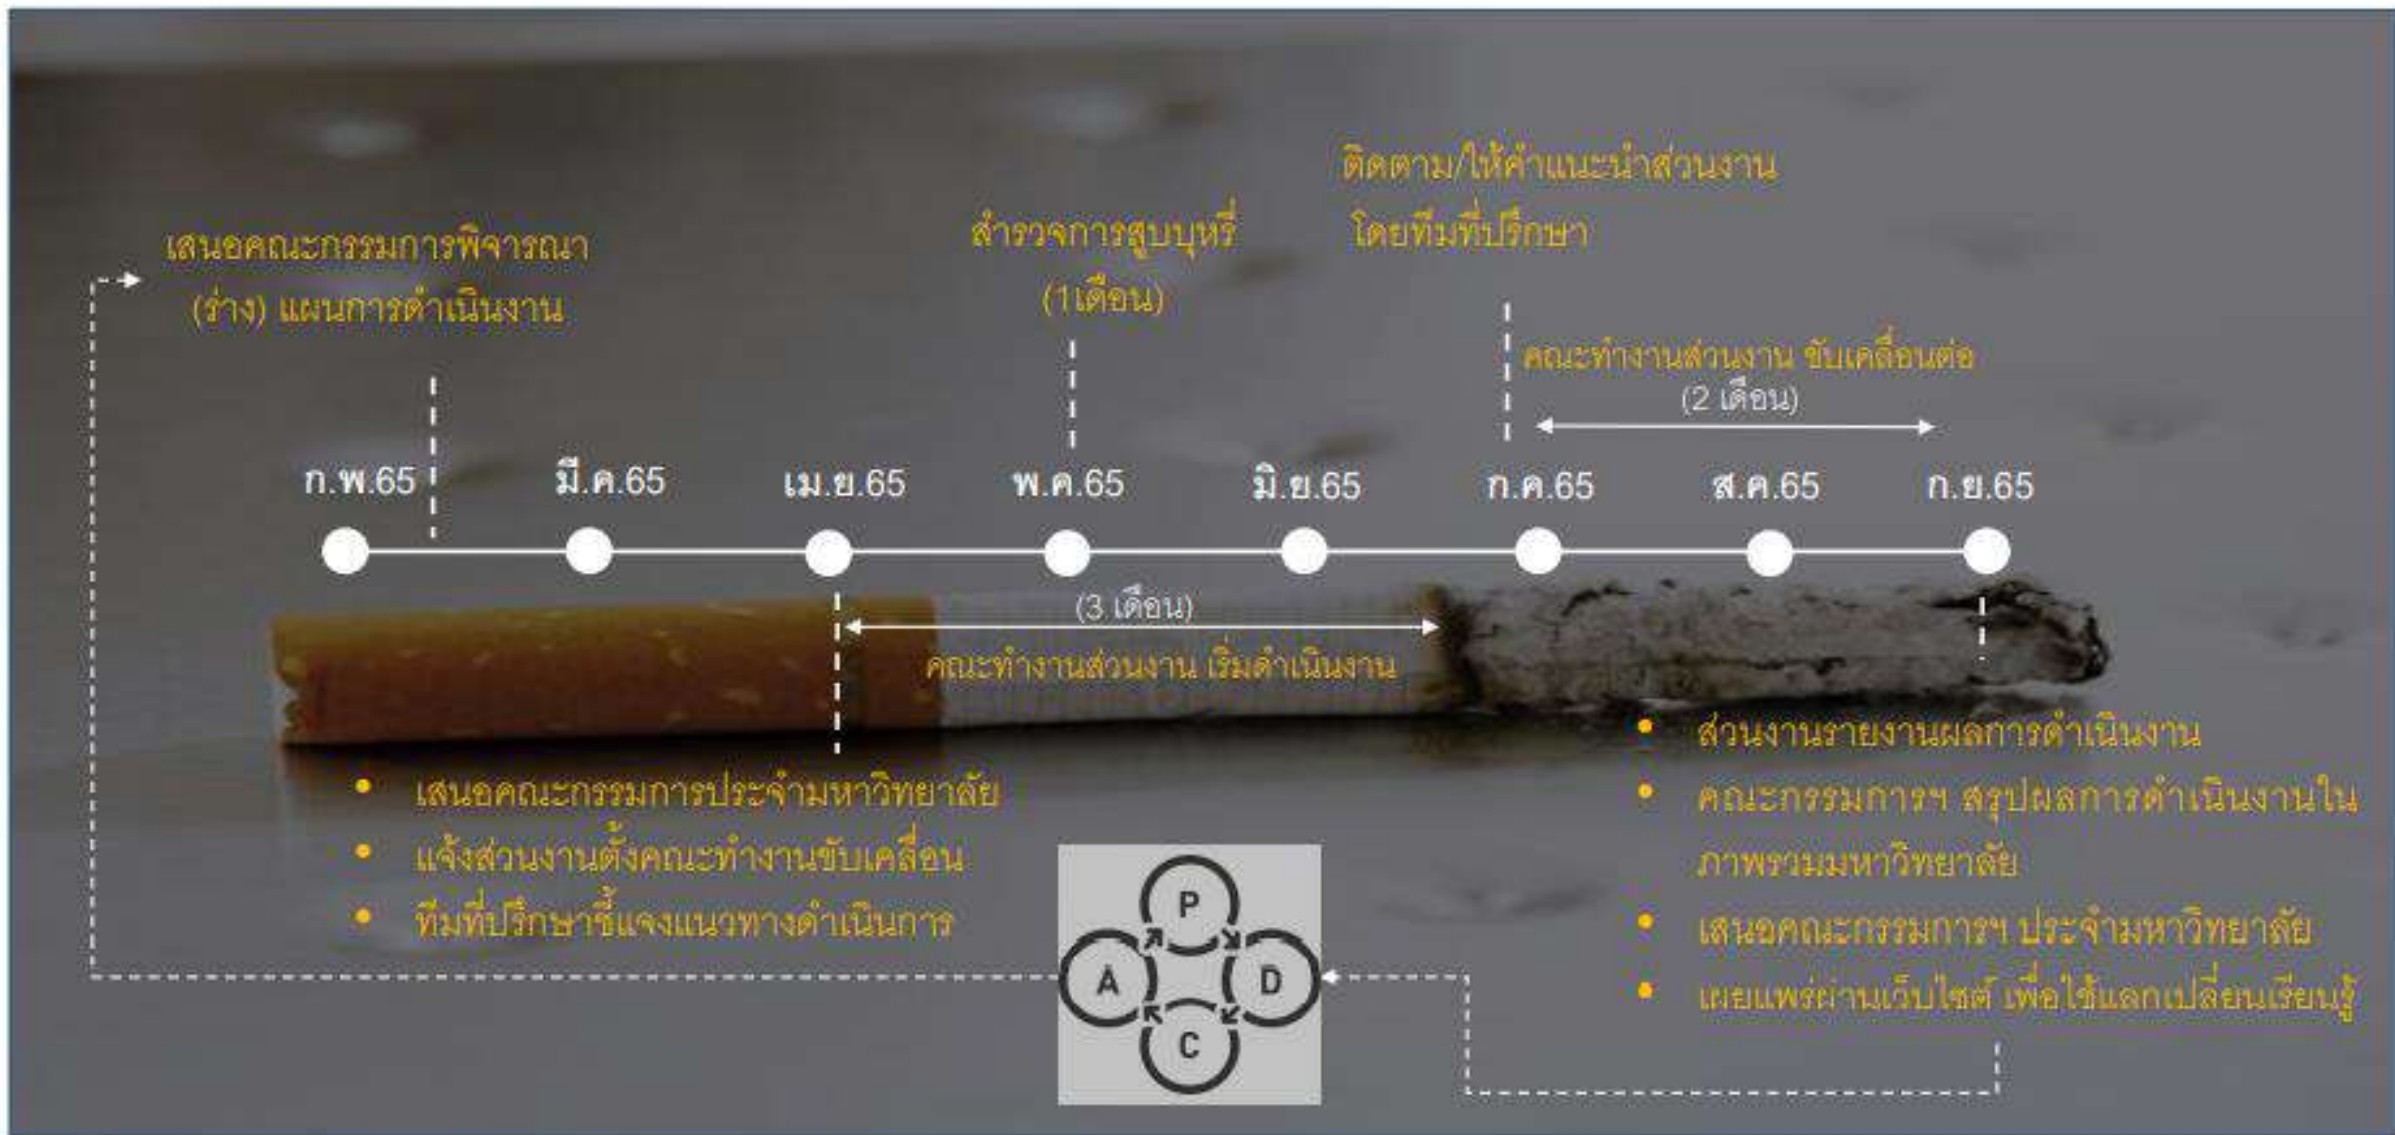 ติดตาม/ให้คำแนะนำส่วนงาน
โดยทีมที่ปรึกษา
เสนอคณะกรรมการพิจารณา
(ร่าง) แผนการดำเนินงาน
สำรวจการสูบบุหรี่
(1เดือน)
คณะทำงานส่วนงาน ขับเคลื่อนต่อ
(2 เดือน)
ก.พ.65 มี.ค.65 เม.ย.65 พ.ค.65 มิ.ย.65 ก.ค.65 ส.ค.65 ก.ย.65
(3 เดือน)
คณะทำงานส่วนงาน เริ่มดำเนินงาน
• เสนอคณะกรรมการประจำมหาวิทยาลัย
• แจ้งส่วนงานตั้งคณะทำงานขับเคลื่อน
• ทีมที่ปรึกษาชี้แจงแนวทางดำเนินการ
• ส่วนงานรายงานผลการดำเนินงาน
• คณะกรรมการฯ สรุปผลการดำเนินงานใน
ภาพรวมมหาวิทยาลัย
• เสนอคณะกรรมการฯ ประจำมหาวิทยาลัย
• เผยแพร่ผ่านเว็บไซต์ เพื่อใช้แลกเปลี่ยนเรียนรู้
P
A D
C